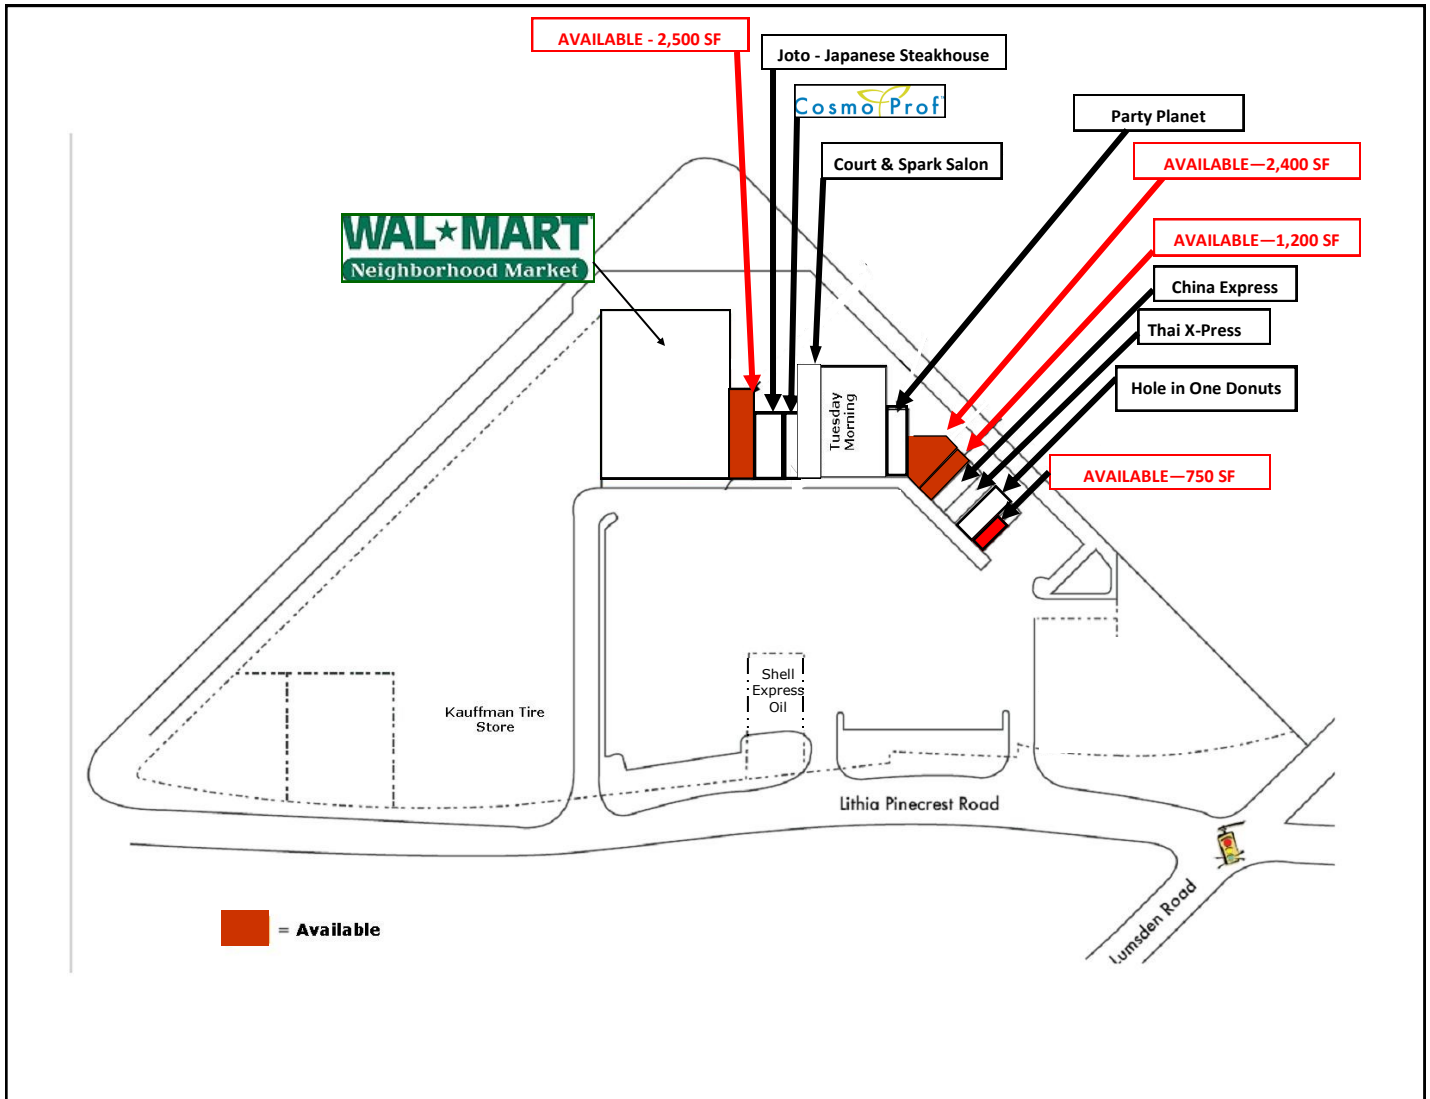 AVAILABLE - 2,500 SF
Joto - Japanese Steakhouse
CosmoProf
Party Planet
Court & Spark Salon
AVAILABLE—2,400 SF
WAL★MART
Neighborhood Market
AVAILABLE—1,200 SF
China Express
Thai X-Press
Hole in One Donuts
Tuesday
Morning
AVAILABLE—750 SF
Shell
Express
Oil
Kauffman Tire
Store
Lithia Pinecrest Road
Lumsden Road
= Available